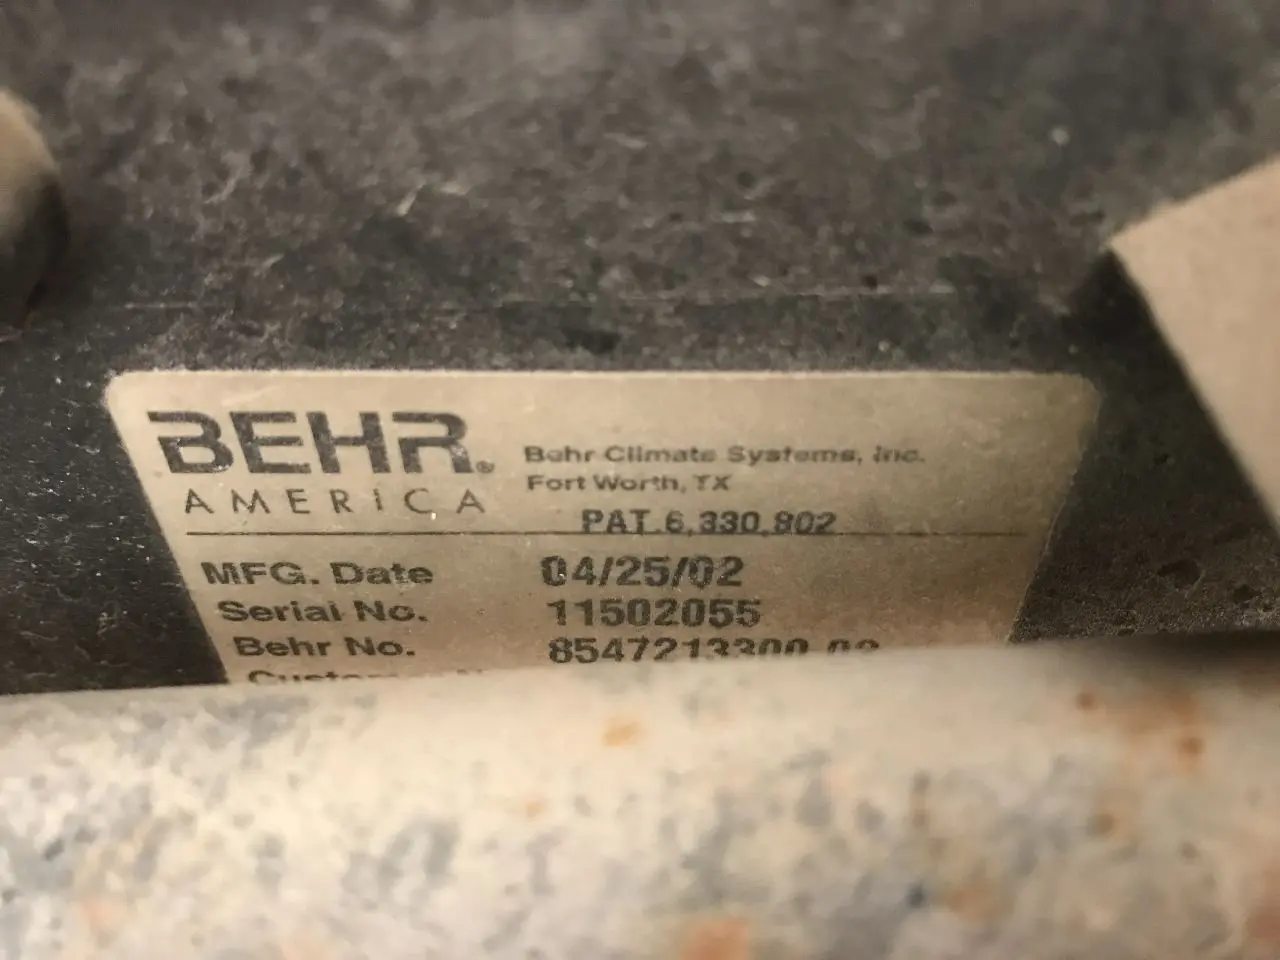 BEHR®
AMERICA
Behr Climate Systems, Inc.
Fort Worth, TX
PAT.6,330,802
MFG. Date 04/25/02
Serial No. 11502055
Behr No. 8547213300